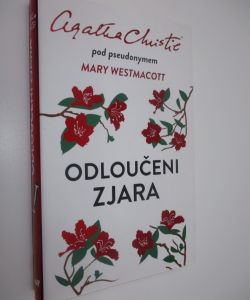 Agatha Christie
pod pseudonymem
MARY WESTMACOTT
ODLOUČENI
ZJARA